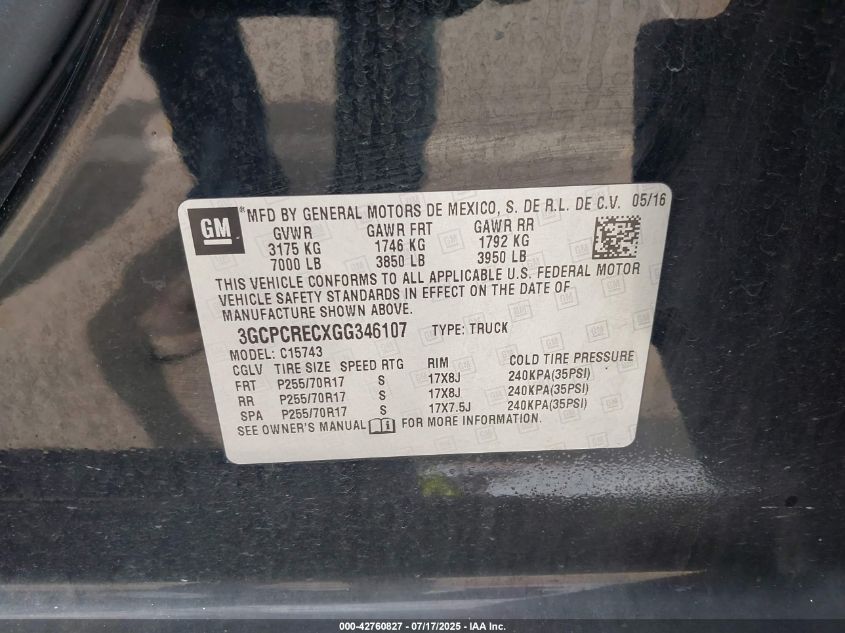 GM ® MFD BY GENERAL MOTORS DE MEXICO, S. DE R.L. DE C.V. 05/16
GVWR GAWR FRT GAWR RR
3175 KG 1746 KG 1792 KG
7000 LB 3850 LB 3950 LB
THIS VEHICLE CONFORMS TO ALL APPLICABLE U.S. FEDERAL MOTOR
VEHICLE SAFETY STANDARDS IN EFFECT ON THE DATE OF
MANUFACTURE SHOWN ABOVE.
3GCPCRECXGG346107 TYPE: TRUCK
MODEL: C15743
CGLV TIRE SIZE SPEED RTG RIM COLD TIRE PRESSURE
FRT P255/70R17 S 17X8J 240KPA(35PSI)
RR P255/70R17 S 17X8J 240KPA(35PSI)
SPA P255/70R17 S 17X7.5J 240KPA(35PSI)
SEE OWNER'S MANUAL i FOR MORE INFORMATION.
000-42760827 - 07/17/2025 - IAA Inc.